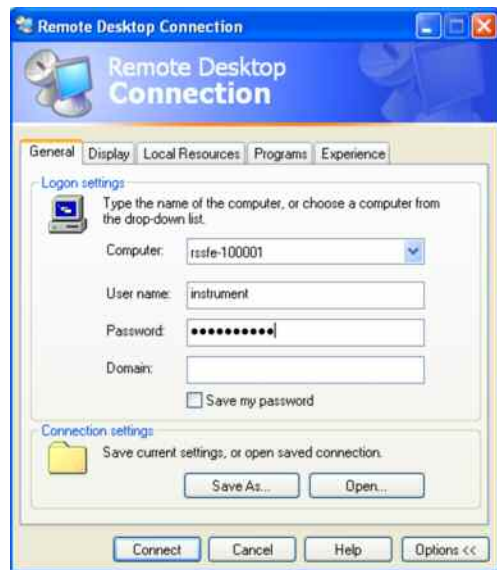 Remote Desktop Connection
Remote Desktop
Connection
General Display Local Resources Programs Experience
Logon settings
Type the name of the computer, or choose a computer from
the drop-down list.
Computer: rssfe-100001
User name: instrument
Password: ●●●●●●●●●●
Domain:
Save my password
Connection settings
Save current settings, or open saved connection.
Save As... Open...
Connect Cancel Help Options <<